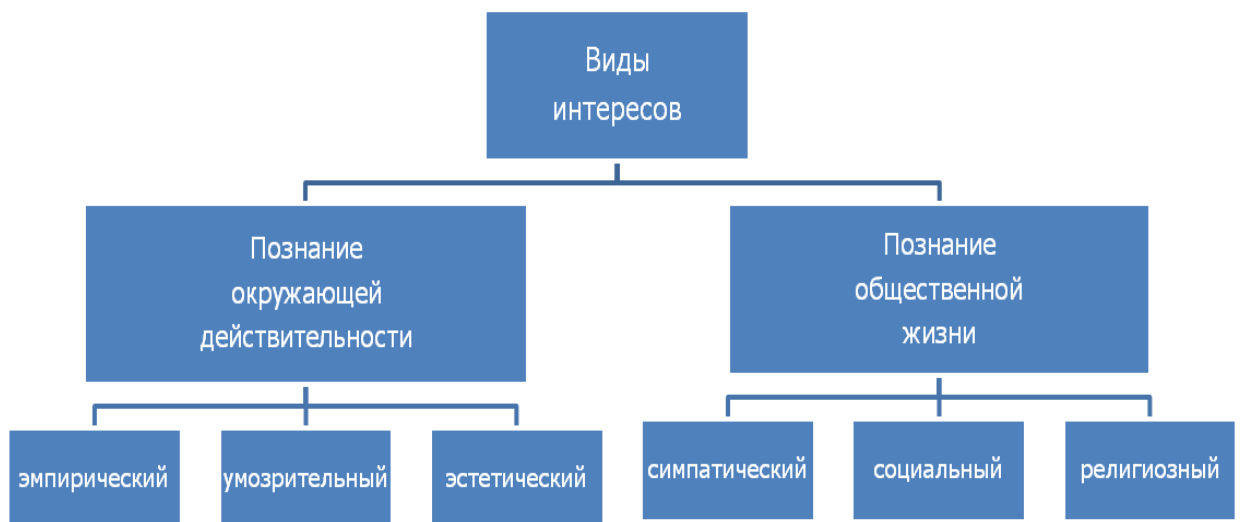 Виды
интересов
Познание
окружающей
действительности
Познание
общественной
жизни
эмпирический
умозрительный
эстетический
симпатический
социальный
религиозный